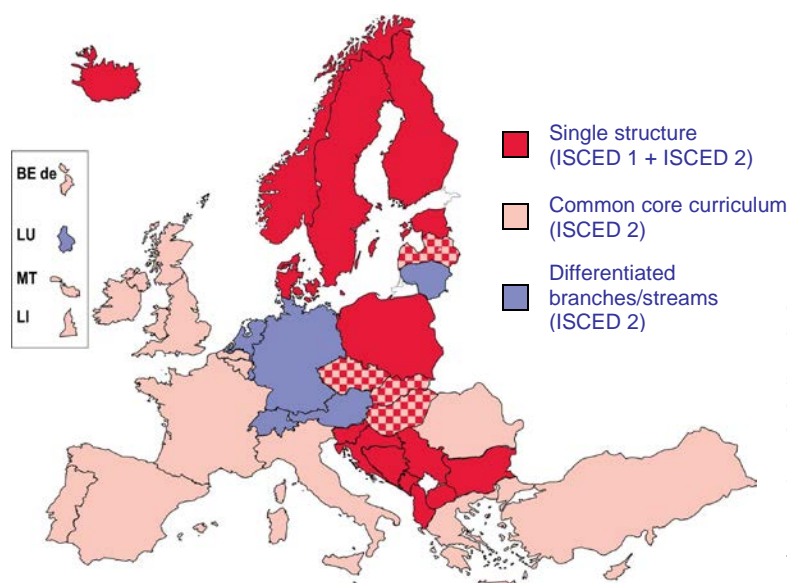 BE de
LU
MT
LI
Single structure
(ISCED 1 + ISCED 2)
Common core curriculum
(ISCED 2)
Differentiated
branches/streams
(ISCED 2)